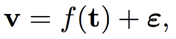 𝐯 = f(𝐭) + 𝜺,